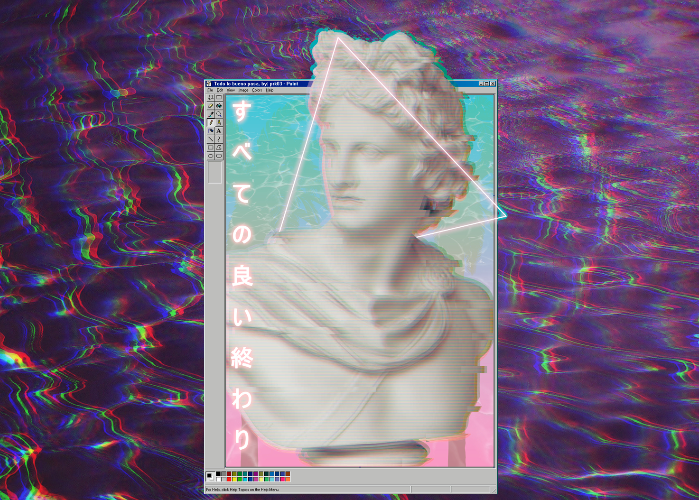 Todo lo bueno pasa, by: prill - Paint
File Edit View Image Colors Help
すべての良い終わり
For Help, click Help Topics on the Help Menu.